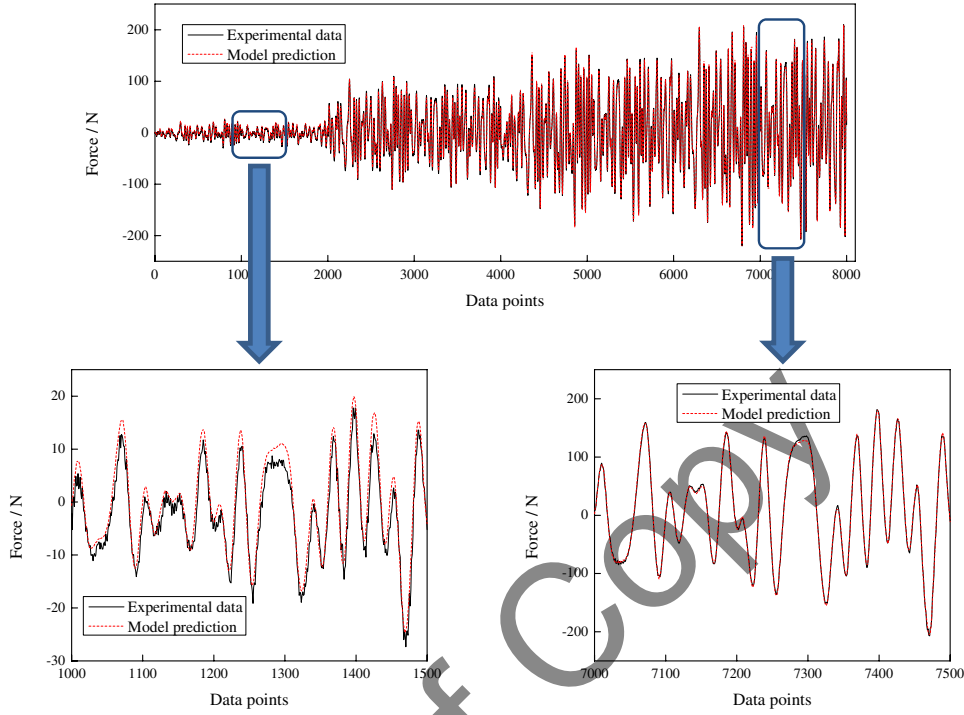 200
100
0
-100
-200
Force / N
Experimental data
Model prediction
0 1000 2000 3000 4000 5000 6000 7000 8000
Data points
20
10
0
-10
-20
-30
Force / N
Experimental data
Model prediction
1000 1100 1200 1300 1400 1500
Data points
200
100
0
-100
-200
Force / N
Experimental data
Model prediction
7000 7100 7200 7300 7400 7500
Data points
f Copy